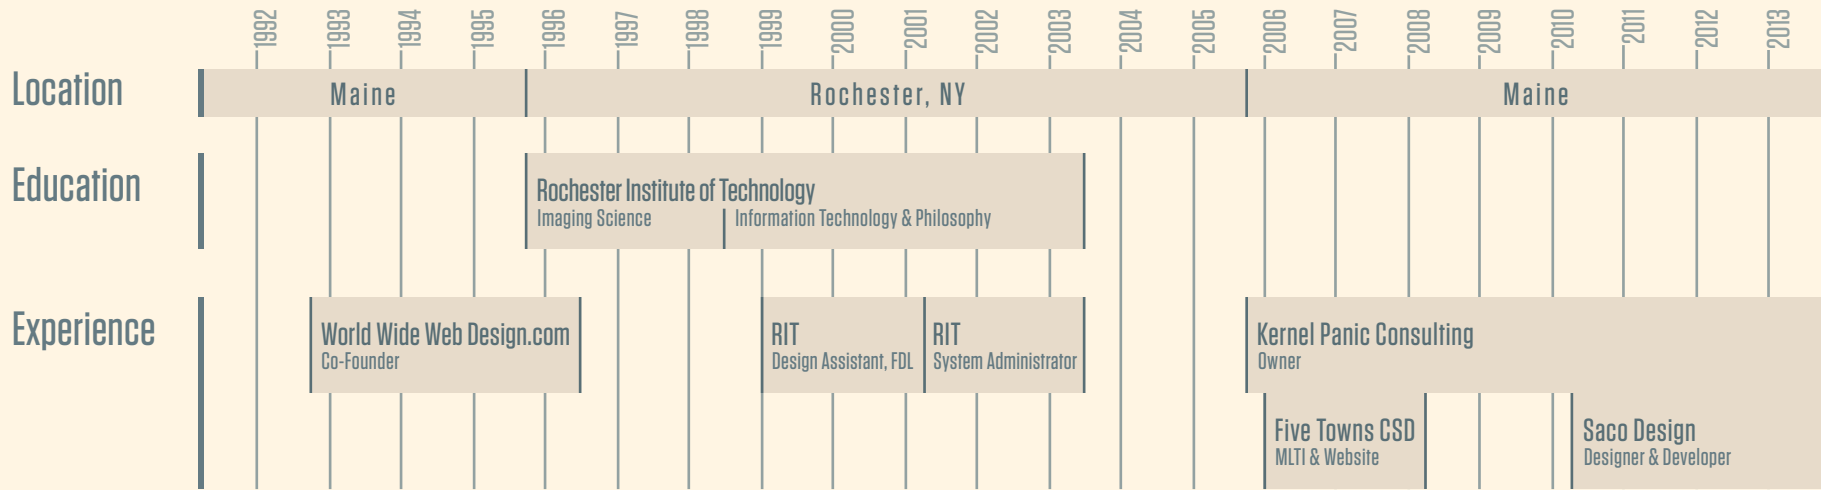 1992 1993 1994 1995 1996 1997 1998 1999 2000 2001 2002 2003 2004 2005 2006 2007 2008 2009 2010 2011 2012 2013
Location
Maine
Rochester, NY
Maine
Education
Rochester Institute of Technology
Imaging Science
Information Technology & Philosophy
Experience
World Wide Web Design.com
Co-Founder
RIT
Design Assistant, FDL
RIT
System Administrator
Kernel Panic Consulting
Owner
Five Towns CSD
MLTI & Website
Saco Design
Designer & Developer